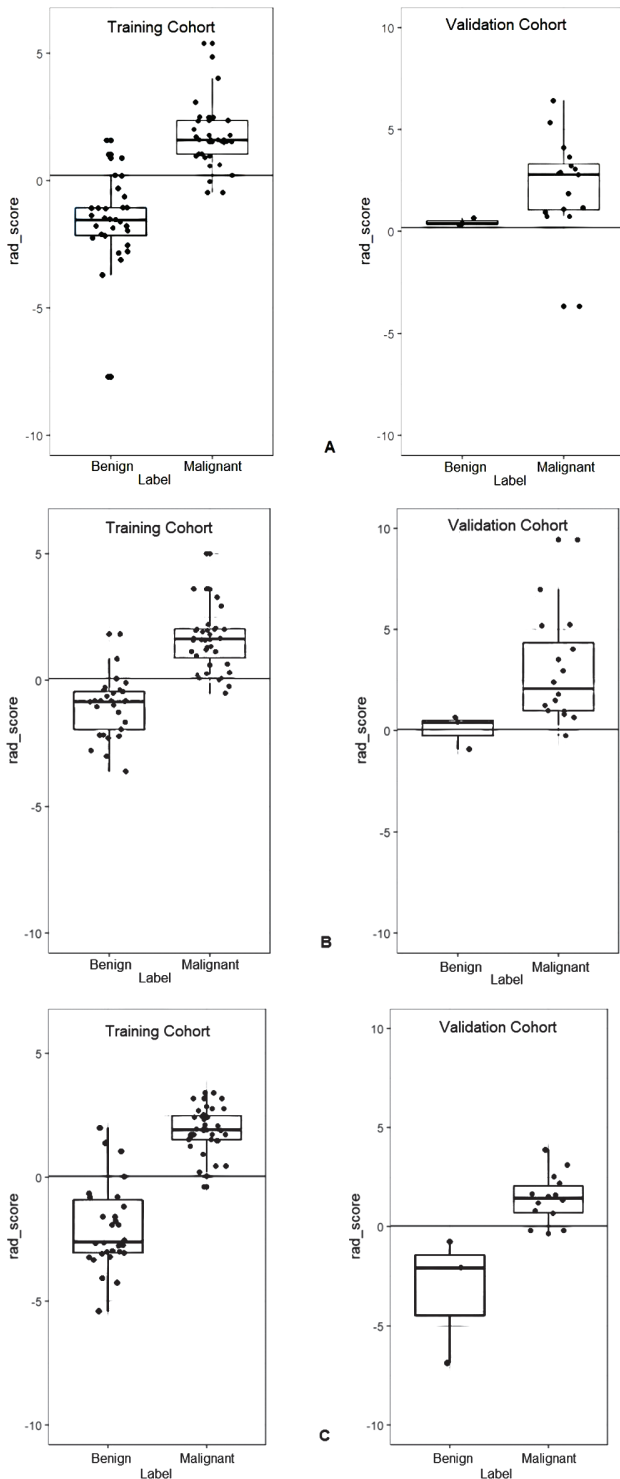 Training Cohort
5
0
-5
-10
rad_score
Benign Malignant
Label
Validation Cohort
10
5
0
-5
-10
rad_score
Benign Malignant
Label
A
Training Cohort
5
0
-5
-10
rad_score
Benign Malignant
Label
Validation Cohort
10
5
0
-5
-10
rad_score
Benign Malignant
Label
B
Training Cohort
5
0
-5
-10
rad_score
Benign Malignant
Label
Validation Cohort
10
5
0
-5
-10
rad_score
Benign Malignant
Label
C